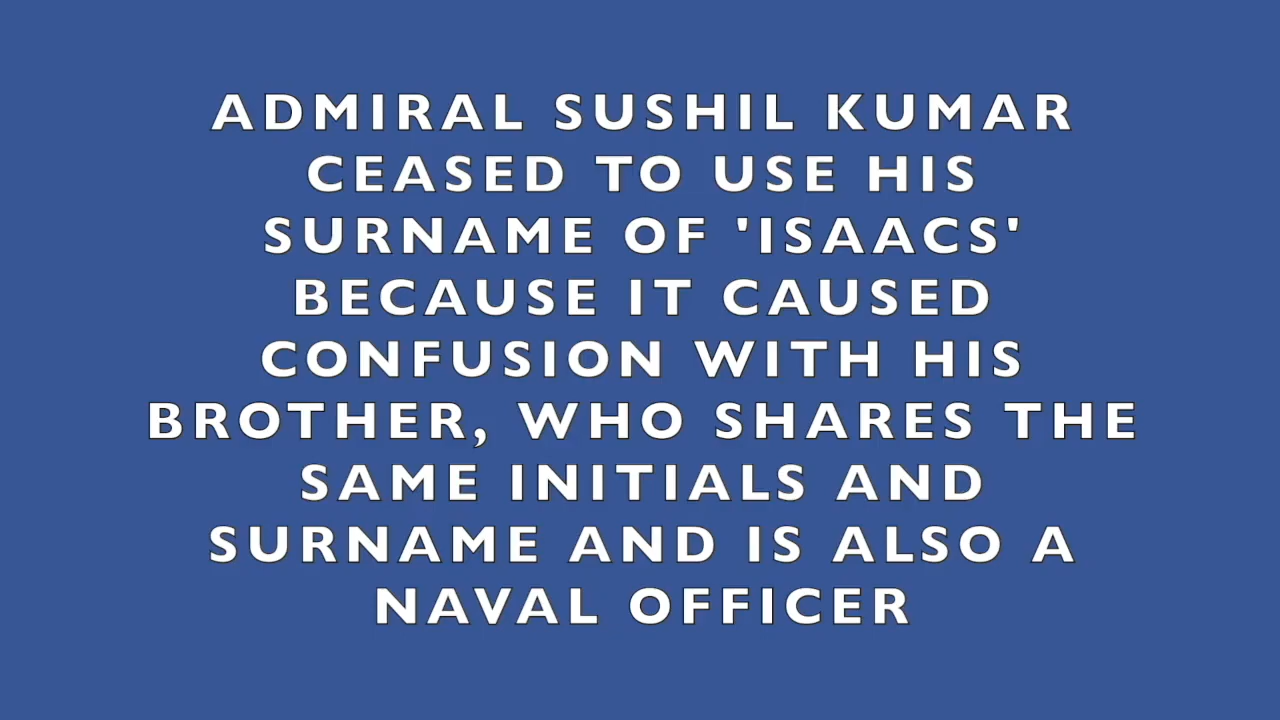 ADMIRAL SUSHIL KUMAR
CEASED TO USE HIS
SURNAME OF 'ISAACS'
BECAUSE IT CAUSED
CONFUSION WITH HIS
BROTHER, WHO SHARES THE
SAME INITIALS AND
SURNAME AND IS ALSO A
NAVAL OFFICER